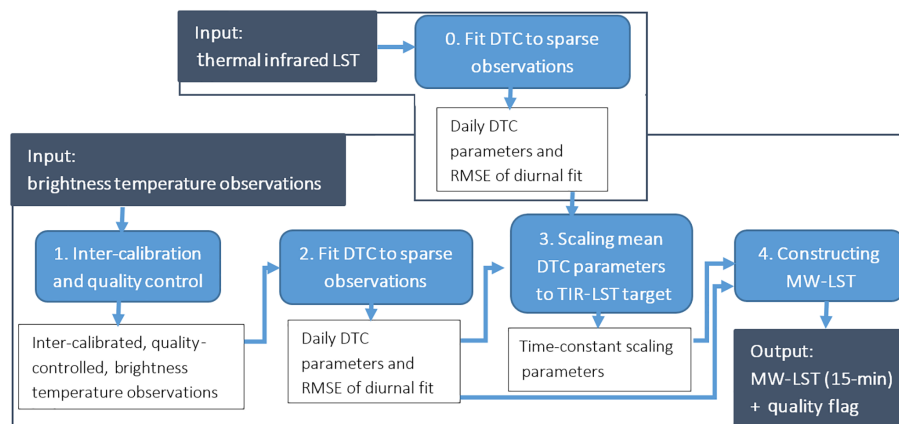 Input:
thermal infrared LST
0. Fit DTC to sparse
observations
Daily DTC
parameters and
RMSE of diurnal fit
Input:
brightness temperature observations
1. Inter-calibration
and quality control
Inter-calibrated, quality-
controlled, brightness
temperature observations
2. Fit DTC to sparse
observations
Daily DTC
parameters and
RMSE of diurnal fit
3. Scaling mean
DTC parameters
to TIR-LST target
Time-constant scaling
parameters
4. Constructing
MW-LST
Output:
MW-LST (15-min)
+ quality flag